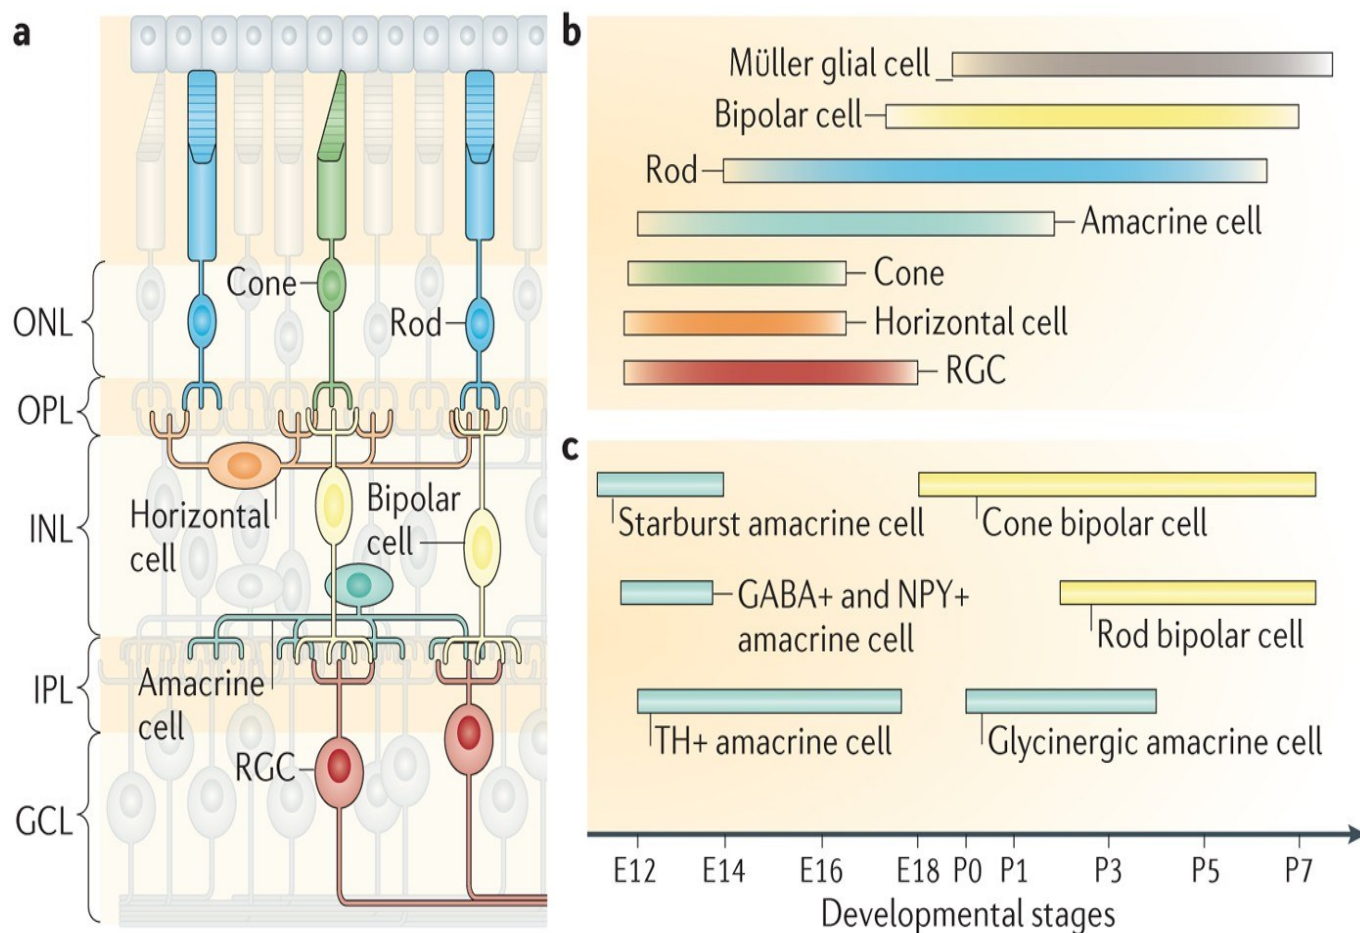 a
ONL
OPL
INL
IPL
GCL
Cone
Rod
Horizontal
cell
Bipolar
cell
Amacrine
cell
RGC
b
Müller glial cell
Bipolar cell
Rod
Amacrine cell
Cone
Horizontal cell
RGC
c
Starburst amacrine cell
Cone bipolar cell
GABA+ and NPY+
amacrine cell
Rod bipolar cell
TH+ amacrine cell
Glycinergic amacrine cell
E12 E14 E16 E18 P0 P1 P3 P5 P7
Developmental stages